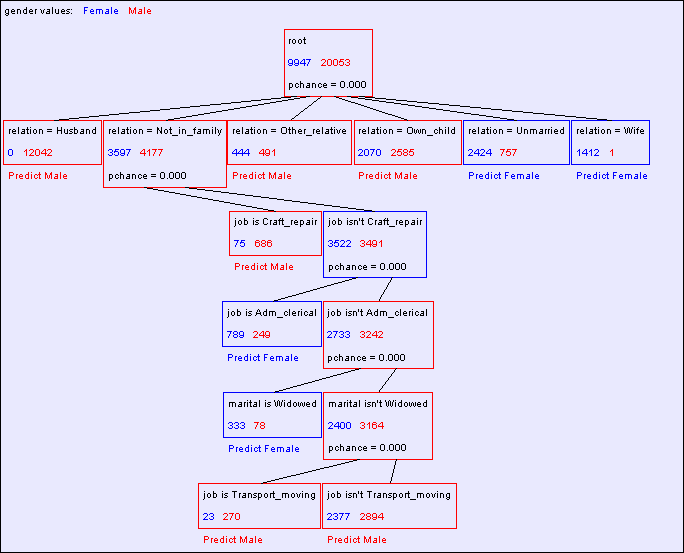 gender values: Female Male
root
9947 20053
pchance = 0.000
relation = Husband relation = Not_in_family relation = Other_relative relation = Own_child relation = Unmarried relation = Wife
0 12042 3597 4177 444 491 2070 2585 2424 757 1412 1
Predict Male pchance = 0.000 Predict Male Predict Male Predict Female Predict Female
job is Craft_repair job isn't Craft_repair
75 686 3522 3491
Predict Male pchance = 0.000
job is Adm_clerical job isn't Adm_clerical
789 249 2733 3242
Predict Female pchance = 0.000
marital is Widowed marital isn't Widowed
333 78 2400 3164
Predict Female pchance = 0.000
job is Transport_moving job isn't Transport_moving
23 270 2377 2894
Predict Male Predict Male